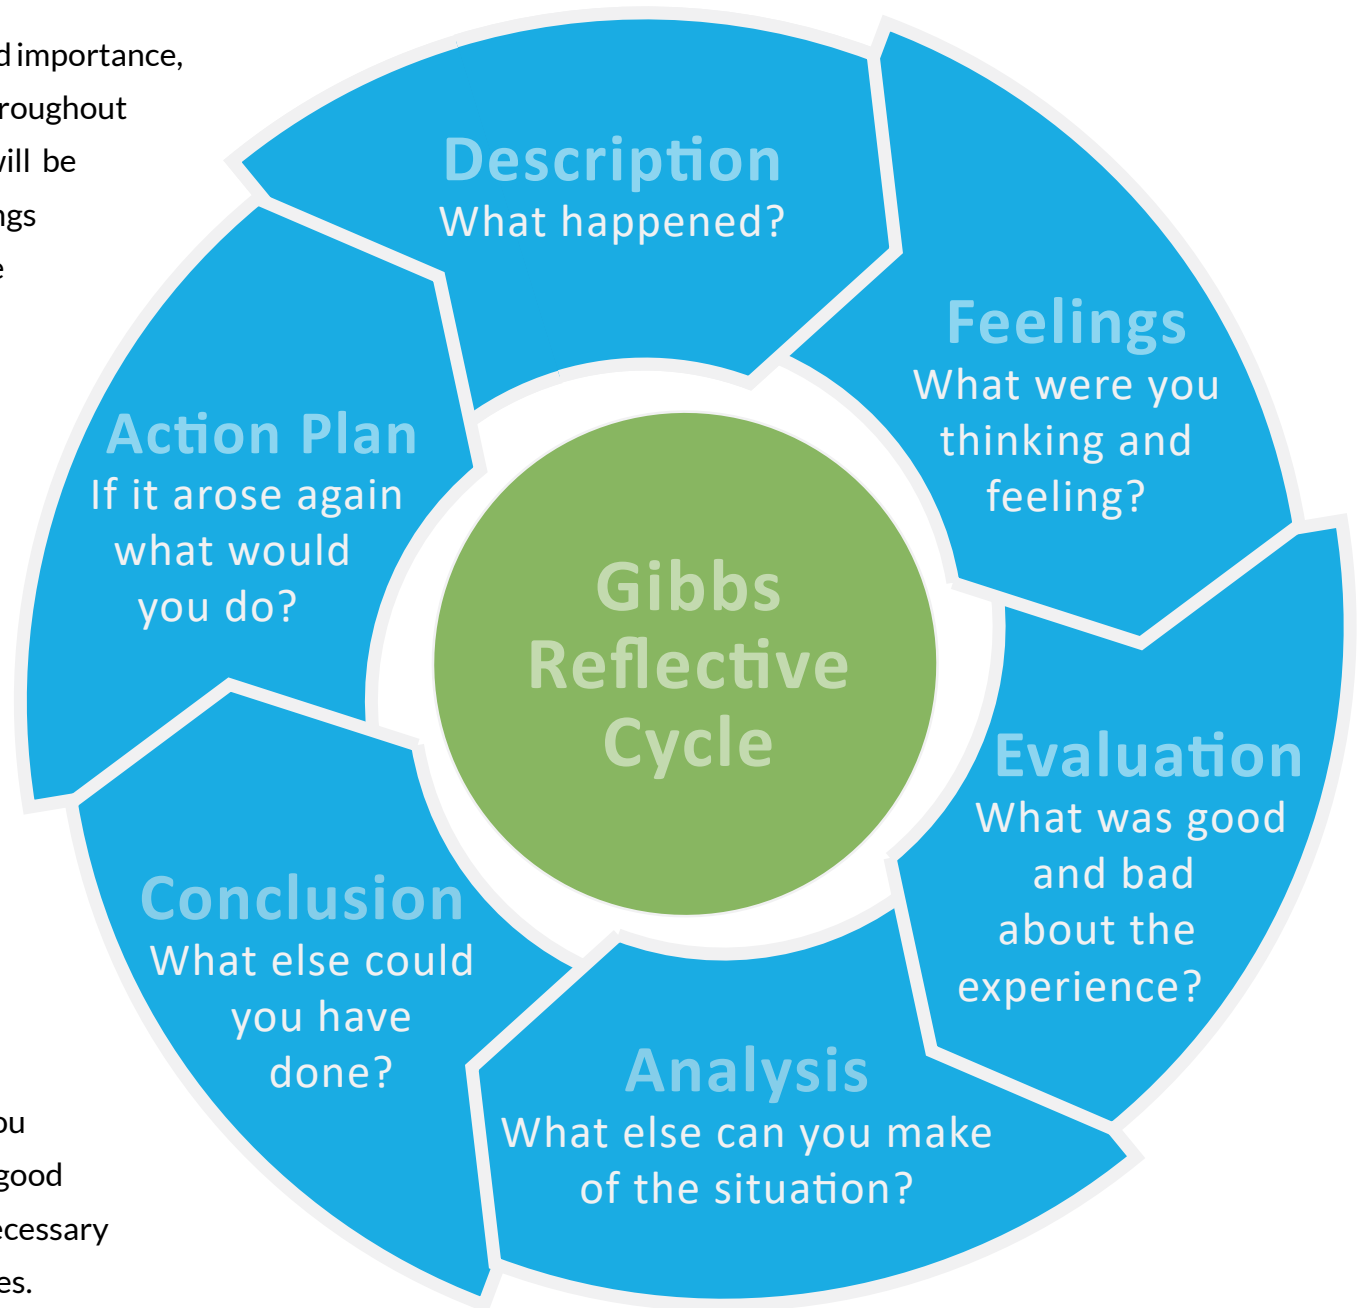 d importance,
roughout
will be
ngs
e
Description
What happened?
Feelings
What were you
thinking and
feeling?
Evaluation
What was good
and bad
about the
experience?
Analysis
What else can you make
of the situation?
Conclusion
What else could
you have
done?
Action Plan
If it arose again
what would
you do?
Gibbs
Reflective
Cycle
ou
good
ecessary
es.